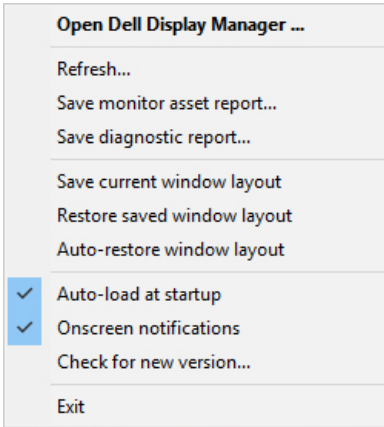 Open Dell Display Manager ...
Refresh...
Save monitor asset report...
Save diagnostic report...
Save current window layout
Restore saved window layout
Auto-restore window layout
Auto-load at startup
Onscreen notifications
Check for new version...
Exit